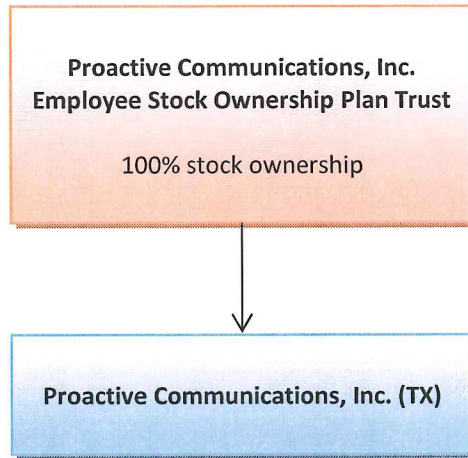 Proactive Communications, Inc.
Employee Stock Ownership Plan Trust
100% stock ownership
Proactive Communications, Inc. (TX)